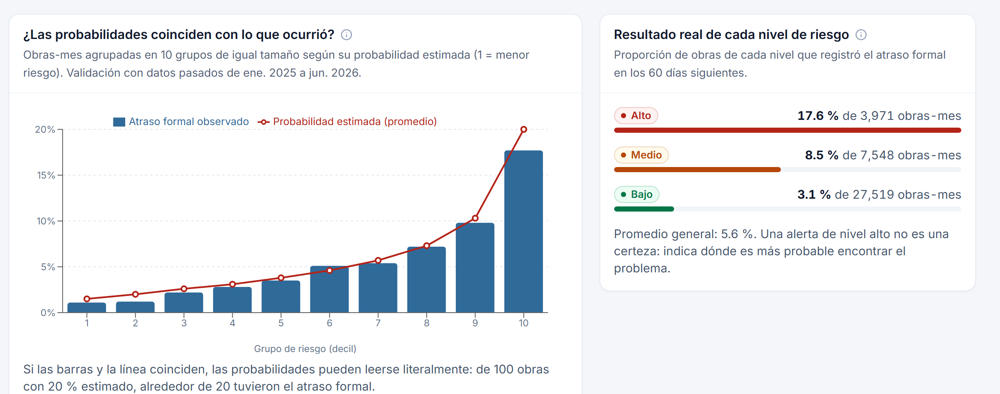 ¿Las probabilidades coinciden con lo que ocurrió?
Obras-mes agrupadas en 10 grupos de igual tamaño según su probabilidad estimada (1 = menor
riesgo). Validación con datos pasados de ene. 2025 a jun. 2026.
Atraso formal observado
Probabilidad estimada (promedio)
20%
15%
10%
5%
0%
1 2 3 4 5 6 7 8 9 10
Grupo de riesgo (decil)
Si las barras y la línea coinciden, las probabilidades pueden leerse literalmente: de 100 obras
con 20 % estimado, alrededor de 20 tuvieron el atraso formal.
Resultado real de cada nivel de riesgo
Proporción de obras de cada nivel que registró el atraso formal
en los 60 días siguientes.
Alto 17.6 % de 3,971 obras-mes
Medio 8.5 % de 7,548 obras-mes
Bajo 3.1 % de 27,519 obras-mes
Promedio general: 5.6 %. Una alerta de nivel alto no es una
certeza: indica dónde es más probable encontrar el
problema.